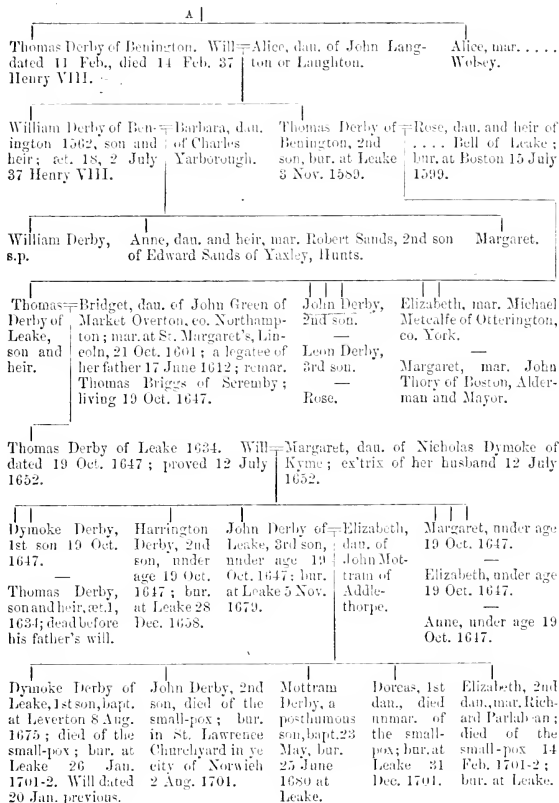 A
Thomas Derby of Benington. Will
dated 11 Feb., died 14 Feb. 37
Henry VIII.
Alice, dau. of John Lang-
ton or Laughton.
Alice, mar. . . . .
Wolsey.
William Derby of Ben-
ington 1562, son and
heir; æt. 18, 2 July
37 Henry VIII.
Barbara, dau.
of Charles
Yarborough.
Thomas Derby of
Benington, 2nd
son, bur. at Leake
3 Nov. 1589.
Rose, dau. and heir of
. . . . Bell of Leake;
bur. at Boston 15 July
1599.
William Derby,
s.p.
Anne, dau. and heir, mar. Robert Sands, 2nd son
of Edward Sands of Yaxley, Hunts.
Margaret.
Thomas
Derby of
Leake,
son and
heir.
Bridget, dau. of John Green of
Market Overton, co. Northamp-
ton; mar. at St. Margaret's, Lin-
coln, 21 Oct. 1601; a legatee of
her father 17 June 1612; remar.
Thomas Briggs of Scremby;
living 19 Oct. 1647.
John Derby,
2nd son.
—
Leon Derby,
3rd son.
—
Rose.
Elizabeth, mar. Michael
Metcalfe of Otterington,
co. York.
—
Margaret, mar. John
Thory of Boston, Alder-
man and Mayor.
Thomas Derby of Leake 1634. Will
dated 19 Oct. 1647; proved 12 July
1652.
Margaret, dau. of Nicholas Dymoke of
Kyme; ex'trix of her husband 12 July
1652.
Dymoke Derby,
1st son 19 Oct.
1647.
—
Thomas Derby,
son and heir, æt. 1,
1634; dead before
his father's will.
Harrington
Derby, 2nd
son, under
age 19 Oct.
1647; bur.
at Leake 28
Dec. 1658.
John Derby of
Leake, 3rd son,
under age 19
Oct. 1647; bur.
at Leake 5 Nov.
1679.
Elizabeth,
dau. of
John Mot-
tram of
Addle-
thorpe.
Margaret, under age
19 Oct. 1647.
—
Elizabeth, under age
19 Oct. 1647.
—
Anne, under age 19
Oct. 1647.
Dymoke Derby of
Leake, 1st son, bapt.
at Leverton 8 Aug.
1675; died of the
small-pox; bur. at
Leake 26 Jan.
1701-2. Will dated
20 Jan. previous.
John Derby, 2nd
son, died of the
small-pox; bur.
in St. Lawrence
Churchyard in ye
city of Norwich
2 Aug. 1701.
Mottram
Derby, a
posthumous
son, bapt. 23
May, bur.
25 June
1680 at
Leake.
Dorcas, 1st
dau., died
unmar. of
the small-
pox; bur. at
Leake 31
Dec. 1701.
Elizabeth, 2nd
dau., mar. Rich-
ard Parlabean;
died of the
small-pox 14
Feb. 1701-2;
bur. at Leake.